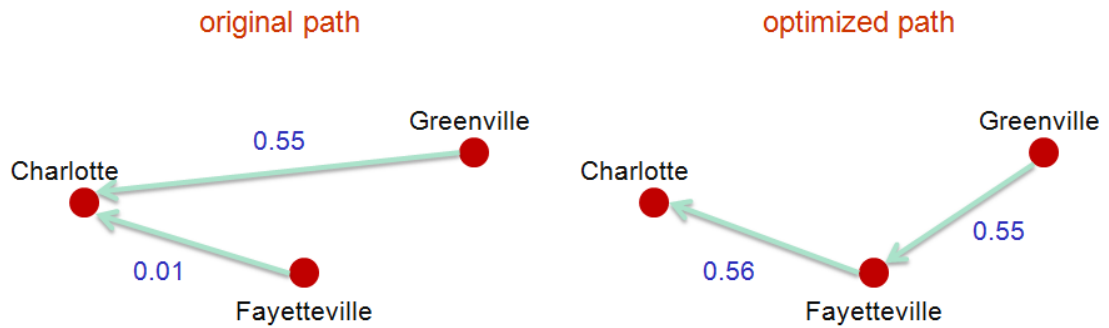 original path
optimized path
Greenville
0.55
Charlotte
0.01
Fayetteville
Greenville
Charlotte
0.55
0.56
Fayetteville